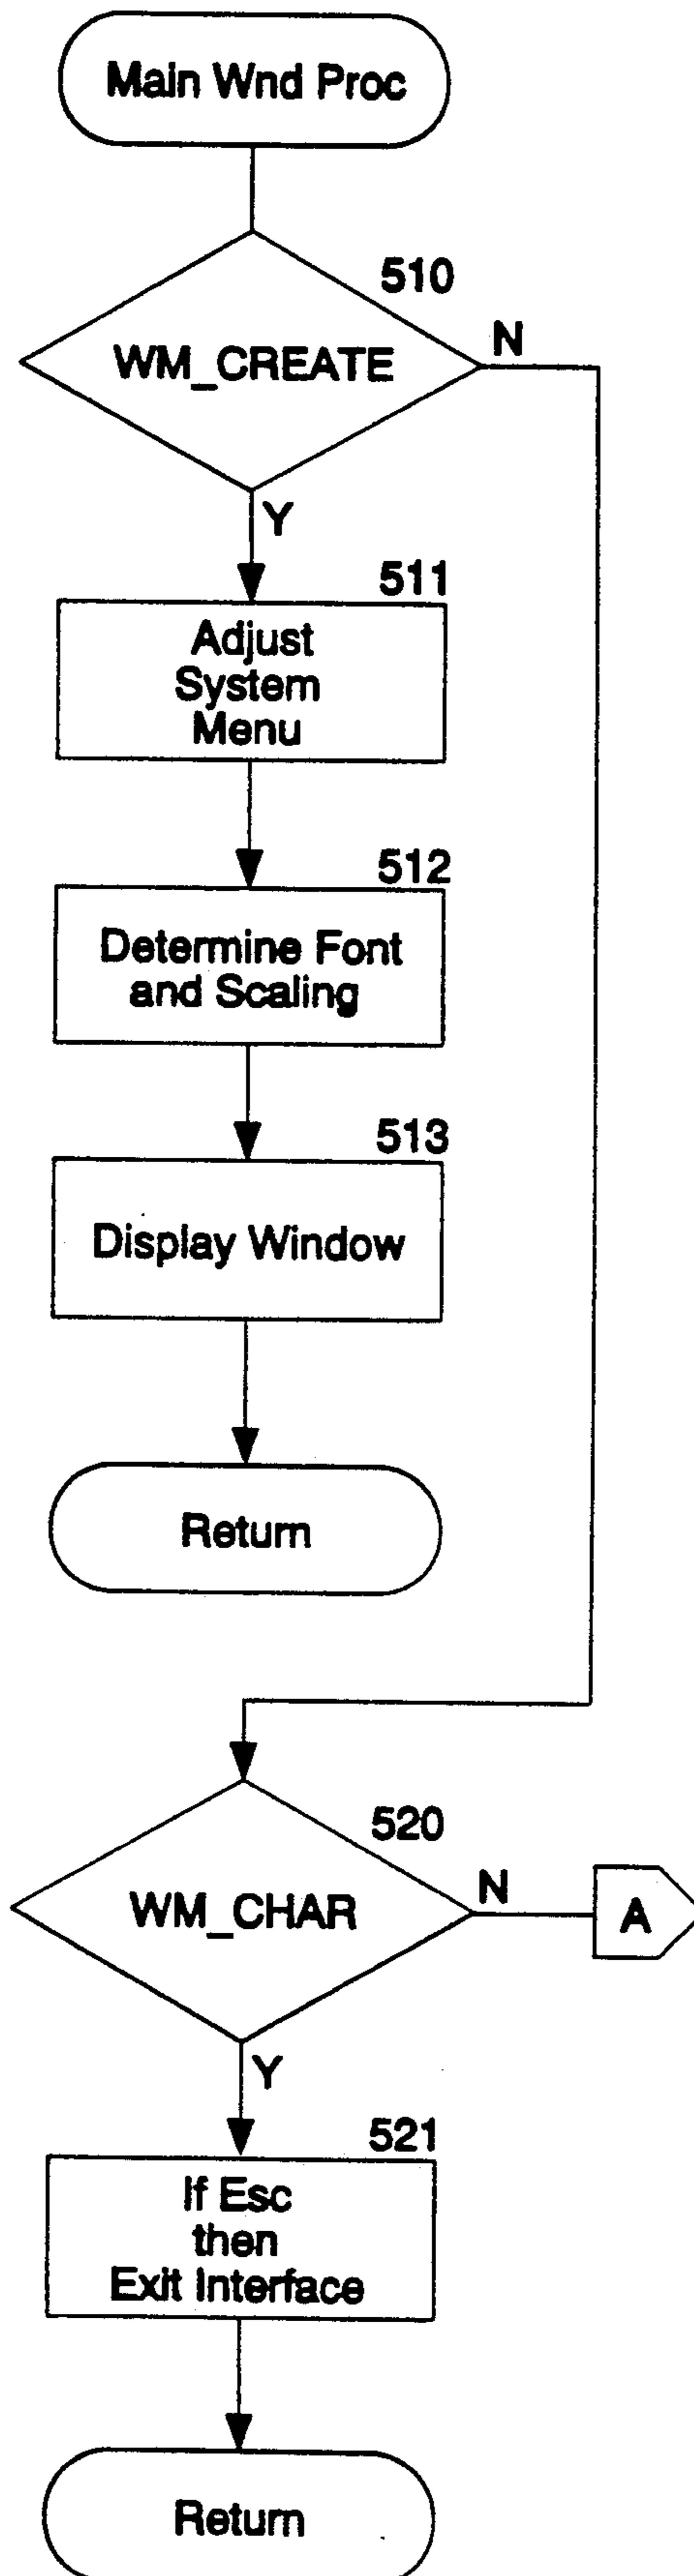 Main Wnd Proc
510
WM_CREATE
N
Y
511
Adjust
System
Menu
512
Determine Font
and Scaling
513
Display Window
Return
520
WM_CHAR
N
A
Y
521
If Esc
then
Exit Interface
Return